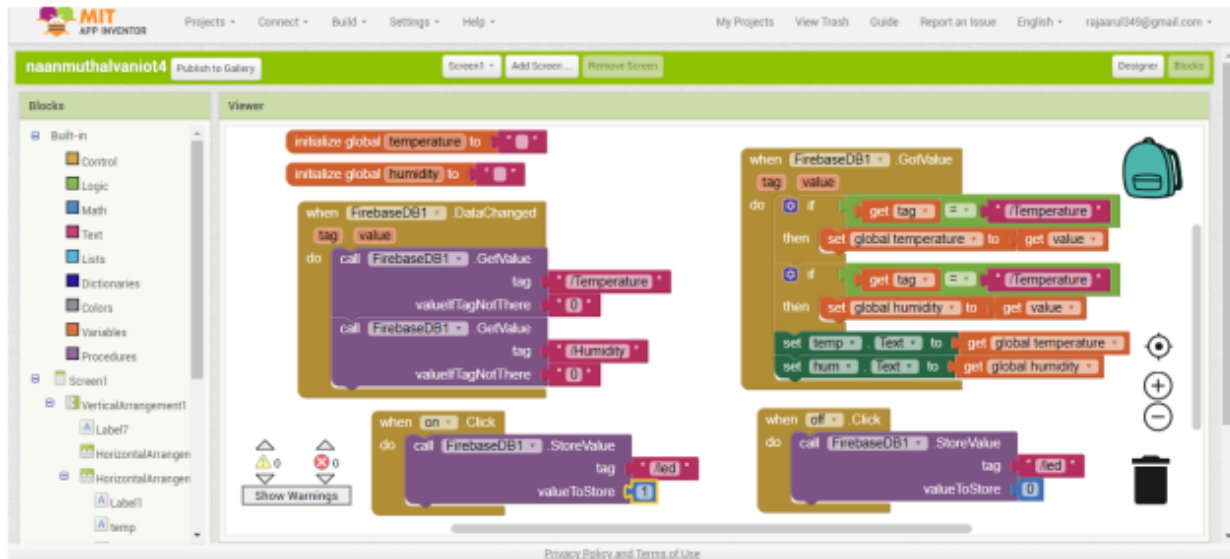 MIT
APP INVENTOR
Projects Connect Build Settings Help My Projects View Trash Guide Report an Issue English rajaarul349@gmail.com
naanmuthalvaniot4 Publish to Gallery Screen1 Add Screen ... Remove Screen Designer Blocks
Blocks
Built-in
Control
Logic
Math
Text
Lists
Dictionaries
Colors
Variables
Procedures
Screen1
VerticalArrangement1
Label7
HorizontalArrangen
HorizontalArrangen
Label1
temp
Viewer
initialize global temperature to " "
initialize global humidity to " "
when FirebaseDB1 .DataChanged
tag value
do call FirebaseDB1 .GetValue
tag " /Temperature "
valueIfTagNotThere " 0 "
call FirebaseDB1 .GetValue
tag " /Humidity "
valueIfTagNotThere " 0 "
when on .Click
do call FirebaseDB1 .StoreValue
tag " /led "
valueToStore 1
0 0
Show Warnings
when FirebaseDB1 .GotValue
tag value
do if get tag = " /Temperature "
then set global temperature to get value
if get tag = " /Temperature "
then set global humidity to get value
set temp . Text to get global temperature
set hum . Text to get global humidity
when off .Click
do call FirebaseDB1 .StoreValue
tag " /led "
valueToStore 0
Privacy Policy and Terms of Use